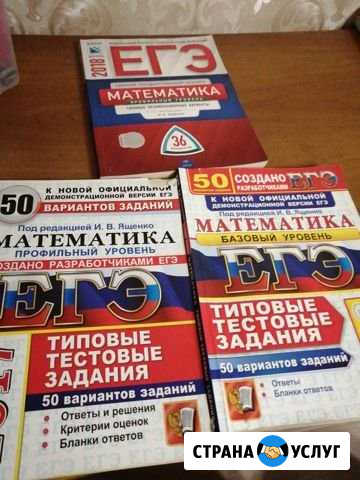 2018
ЕГЭ
МАТЕМАТИКА
ПРОФИЛЬНЫЙ УРОВЕНЬ
36
К НОВОЙ ОФИЦИАЛЬНОЙ
ДЕМОНСТРАЦИОННОЙ ВЕРСИИ ЕГЭ
50 ВАРИАНТОВ ЗАДАНИЙ
Под редакцией И. В. Ященко
МАТЕМАТИКА
ПРОФИЛЬНЫЙ УРОВЕНЬ
СОЗДАНО РАЗРАБОТЧИКАМИ ЕГЭ
ЕГЭ
ТИПОВЫЕ
ТЕСТОВЫЕ
ЗАДАНИЯ
50 вариантов заданий
• Ответы и решения
• Критерии оценок
• Бланки ответов
50 СОЗДАНО
РАЗРАБОТЧИКАМИ ЕГЭ
К НОВОЙ ОФИЦИАЛЬНОЙ
ДЕМОНСТРАЦИОННОЙ ВЕРСИИ ЕГЭ
Под редакцией И. В. Ященко
МАТЕМАТИКА
БАЗОВЫЙ УРОВЕНЬ
ЕГЭ
ТИПОВЫЕ
ТЕСТОВЫЕ
ЗАДАНИЯ
50 вариантов заданий
• Ответы
• Бланки ответов
СТРАНА УСЛУГ